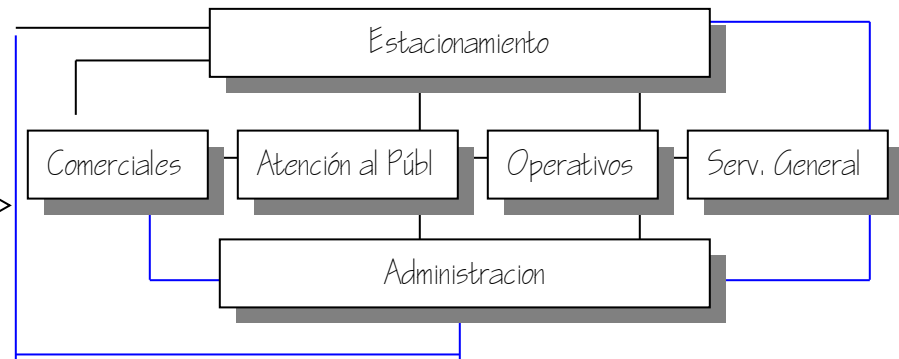 Estacionamiento
Comerciales
Atención al Públ
Operativos
Serv. General
Administracion